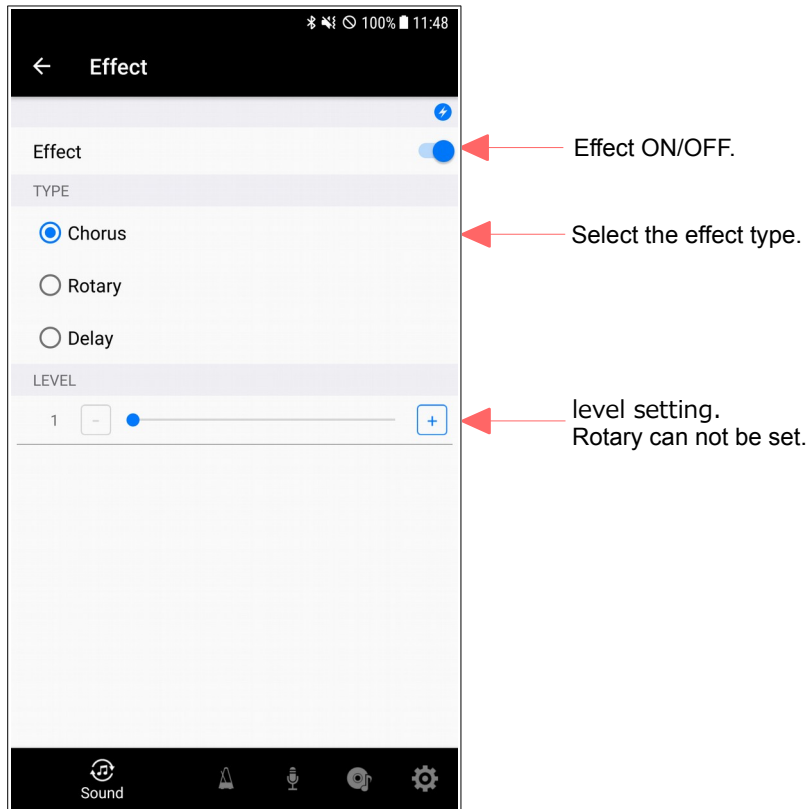 100% 11:48
Effect
Effect
Effect ON/OFF.
TYPE
Chorus
Select the effect type.
Rotary
Delay
LEVEL
1 - +
level setting.
Rotary can not be set.
Sound